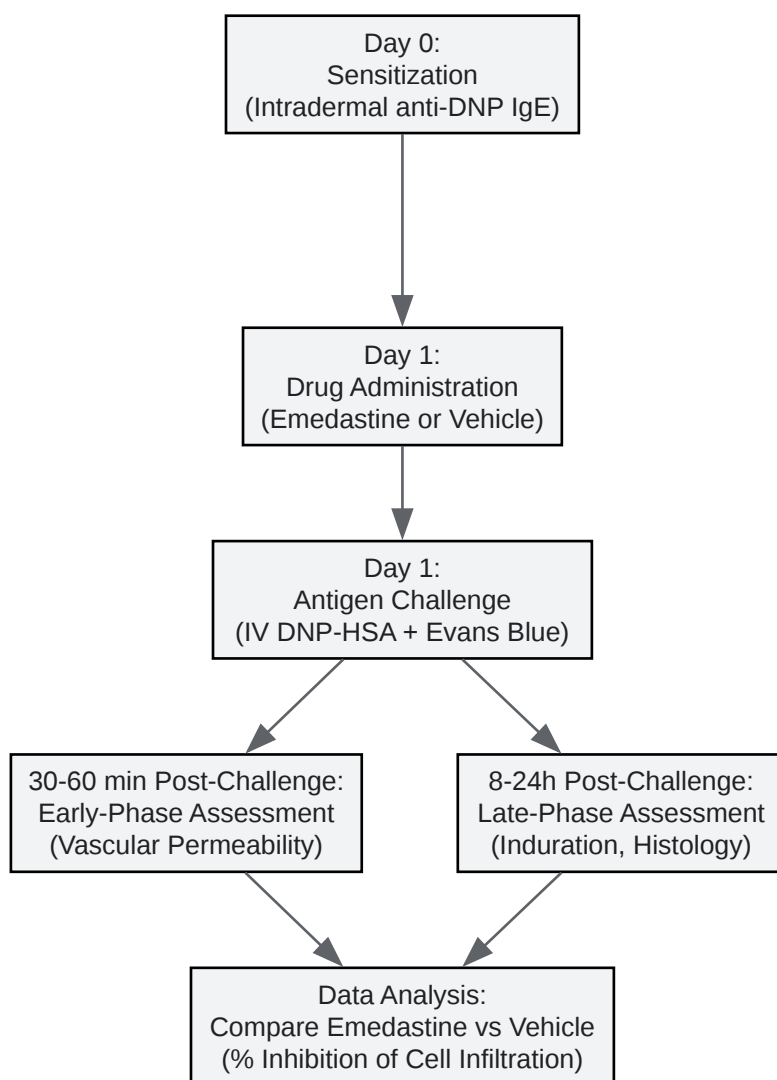 Day 0:
Sensitization
(Intradermal anti-DNP IgE)
Day 1:
Drug Administration
(Emedastine or Vehicle)
Day 1:
Antigen Challenge
(IV DNP-HSA + Evans Blue)
30-60 min Post-Challenge:
Early-Phase Assessment
(Vascular Permeability)
8-24h Post-Challenge:
Late-Phase Assessment
(Induration, Histology)
Data Analysis:
Compare Emedastine vs Vehicle
(% Inhibition of Cell Infiltration)